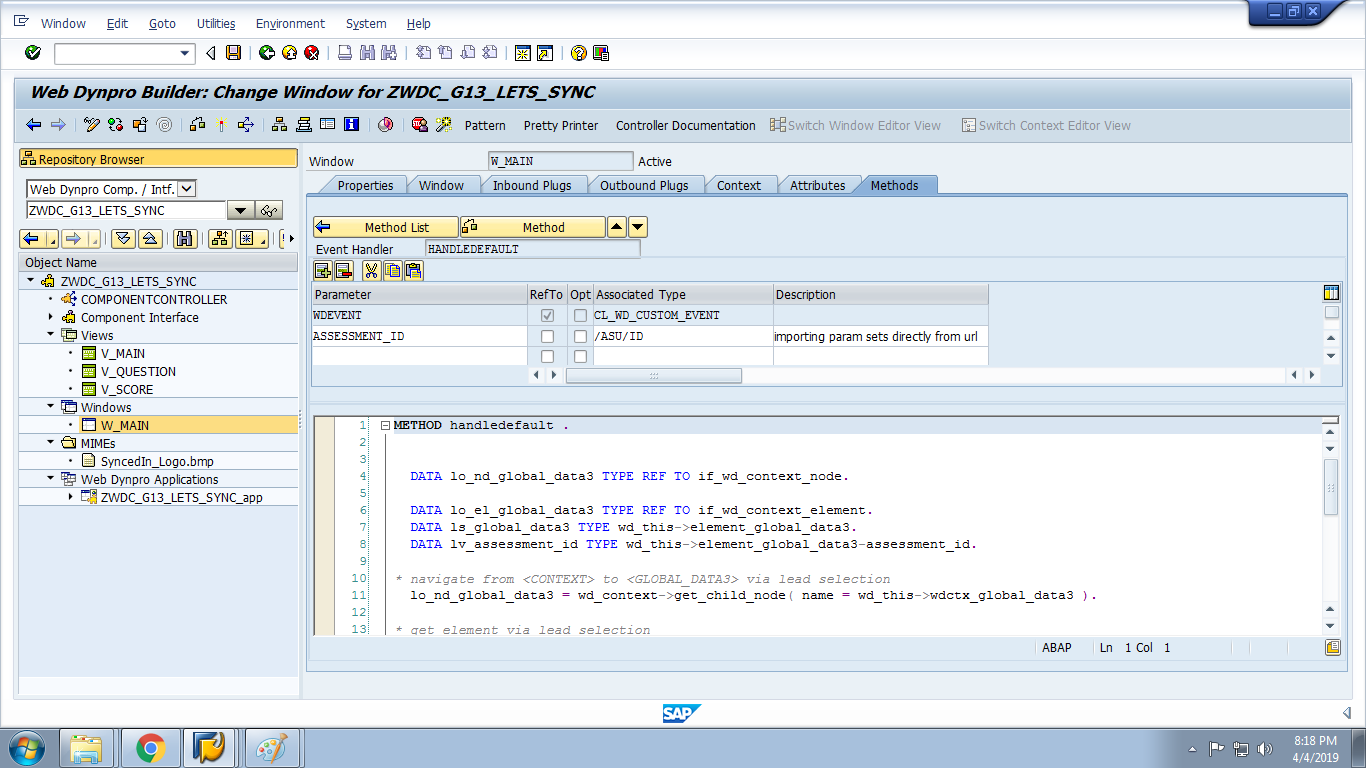 Window Edit Goto Utilities Environment System Help
Web Dynpro Builder: Change Window for ZWDC_G13_LETS_SYNC
Pattern Pretty Printer Controller Documentation Switch Window Editor View Switch Context Editor View
Repository Browser
Web Dynpro Comp. / Intf.
ZWDC_G13_LETS_SYNC
Object Name
ZWDC_G13_LETS_SYNC
COMPONENTCONTROLLER
Component Interface
Views
V_MAIN
V_QUESTION
V_SCORE
Windows
W_MAIN
MIMEs
SyncedIn_Logo.bmp
Web Dynpro Applications
ZWDC_G13_LETS_SYNC_app
Window W_MAIN Active
Properties Window Inbound Plugs Outbound Plugs Context Attributes Methods
Method List Method
Event Handler HANDLEDEFAULT
Parameter RefTo Opt Associated Type Description
WDEVENT CL_WD_CUSTOM_EVENT
ASSESSMENT_ID /ASU/ID importing param sets directly from url
1 METHOD handledefault .
2
3
4 DATA lo_nd_global_data3 TYPE REF TO if_wd_context_node.
5
6 DATA lo_el_global_data3 TYPE REF TO if_wd_context_element.
7 DATA ls_global_data3 TYPE wd_this->element_global_data3.
8 DATA lv_assessment_id TYPE wd_this->element_global_data3-assessment_id.
9
10 * navigate from <CONTEXT> to <GLOBAL_DATA3> via lead selection
11 lo_nd_global_data3 = wd_context->get_child_node( name = wd_this->wdctx_global_data3 ).
12
13 * get element via lead selection
ABAP Ln 1 Col 1
SAP
8:18 PM
4/4/2019